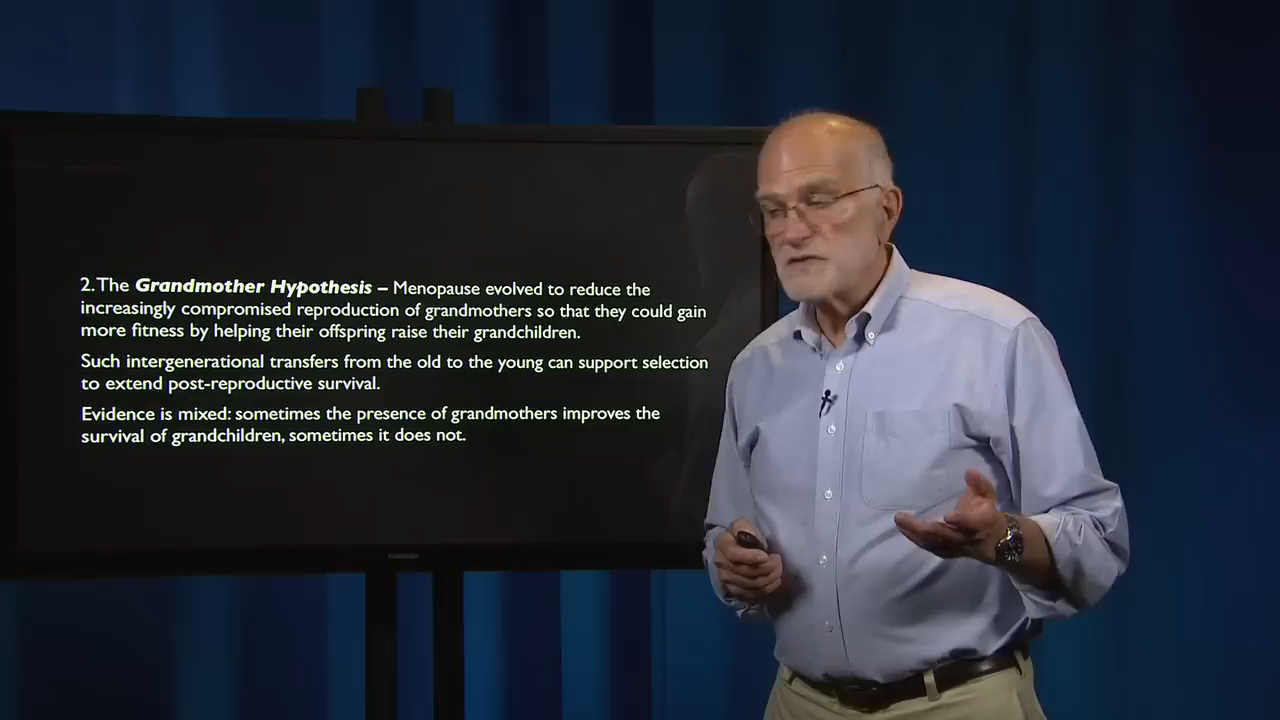 2. The Grandmother Hypothesis – Menopause evolved to reduce the
increasingly compromised reproduction of grandmothers so that they could gain
more fitness by helping their offspring raise their grandchildren.
Such intergenerational transfers from the old to the young can support selection
to extend post-reproductive survival.
Evidence is mixed: sometimes the presence of grandmothers improves the
survival of grandchildren, sometimes it does not.